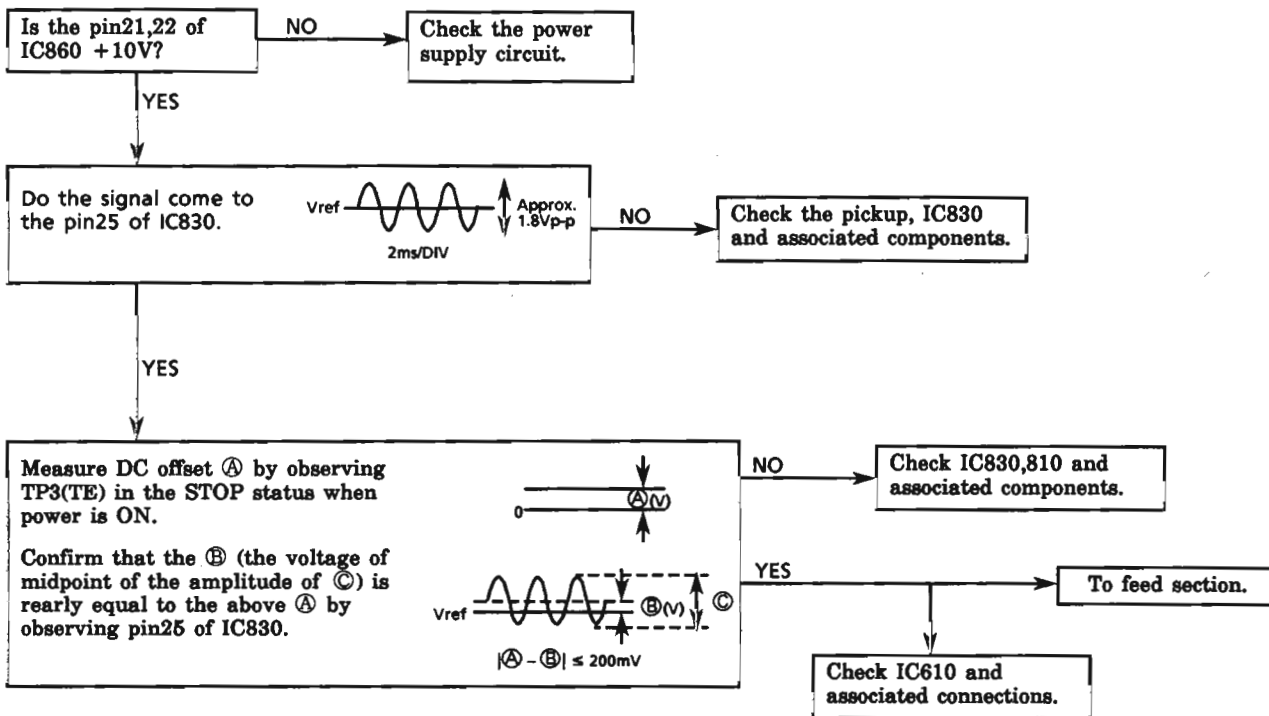 Is the pin21,22 of
IC860 +10V?
NO
Check the power
supply circuit.
YES
Do the signal come to
the pin25 of IC830.
Vref
Approx.
1.8Vp-p
2ms/DIV
NO
Check the pickup, IC830
and associated components.
YES
Measure DC offset Ⓐ by observing
TP3(TE) in the STOP status when
power is ON.
0
Ⓐ(V)
NO
Check IC830,810 and
associated components.
Confirm that the Ⓑ (the voltage of
midpoint of the amplitude of Ⓒ) is
rearly equal to the above Ⓐ by
observing pin25 of IC830.
Vref
Ⓑ(V)
Ⓒ
|Ⓐ - Ⓑ| ≤ 200mV
YES
To feed section.
Check IC610 and
associated connections.